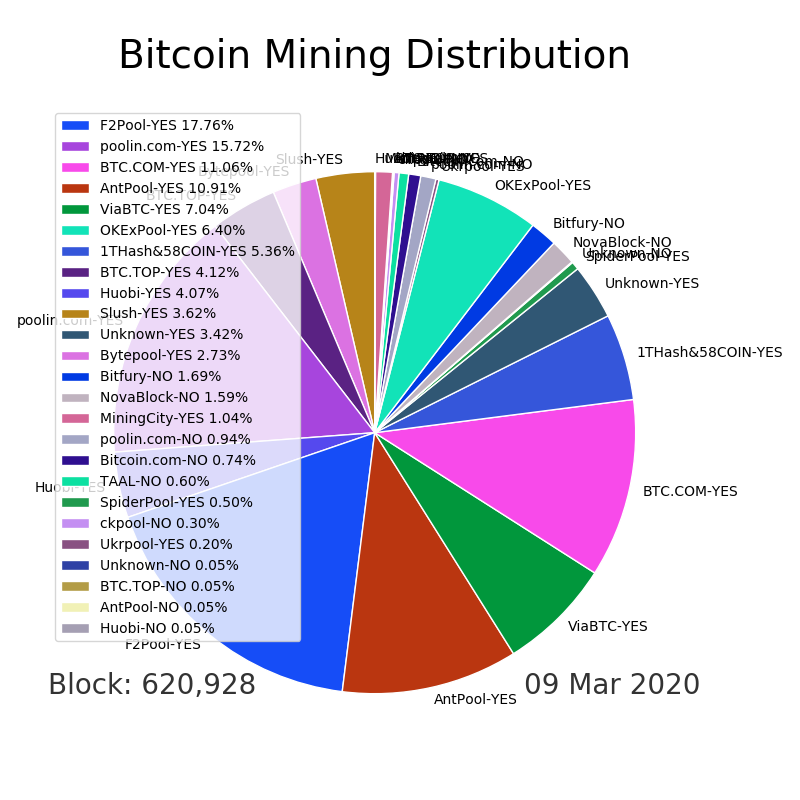 Bitcoin Mining Distribution
F2Pool-YES 17.76%
poolin.com-YES 15.72%
BTC.COM-YES 11.06%
AntPool-YES 10.91%
ViaBTC-YES 7.04%
OKExPool-YES 6.40%
1THash&58COIN-YES 5.36%
BTC.TOP-YES 4.12%
Huobi-YES 4.07%
Slush-YES 3.62%
Unknown-YES 3.42%
Bytepool-YES 2.73%
Bitfury-NO 1.69%
NovaBlock-NO 1.59%
MiningCity-YES 1.04%
poolin.com-NO 0.94%
Bitcoin.com-NO 0.74%
TAAL-NO 0.60%
SpiderPool-YES 0.50%
ckpool-NO 0.30%
Ukrpool-YES 0.20%
Unknown-NO 0.05%
BTC.TOP-NO 0.05%
AntPool-NO 0.05%
Huobi-NO 0.05%
Slush-YES
Bytepool-YES
BTC.TOP-YES
poolin.com-YES
Huobi-YES
F2Pool-YES
AntPool-YES
ViaBTC-YES
BTC.COM-YES
1THash&58COIN-YES
Unknown-YES
SpiderPool-YES
Unknown-NO
NovaBlock-NO
Bitfury-NO
OKExPool-YES
Ukrpool-YES
poolin.com-NO
Block: 620,928
09 Mar 2020